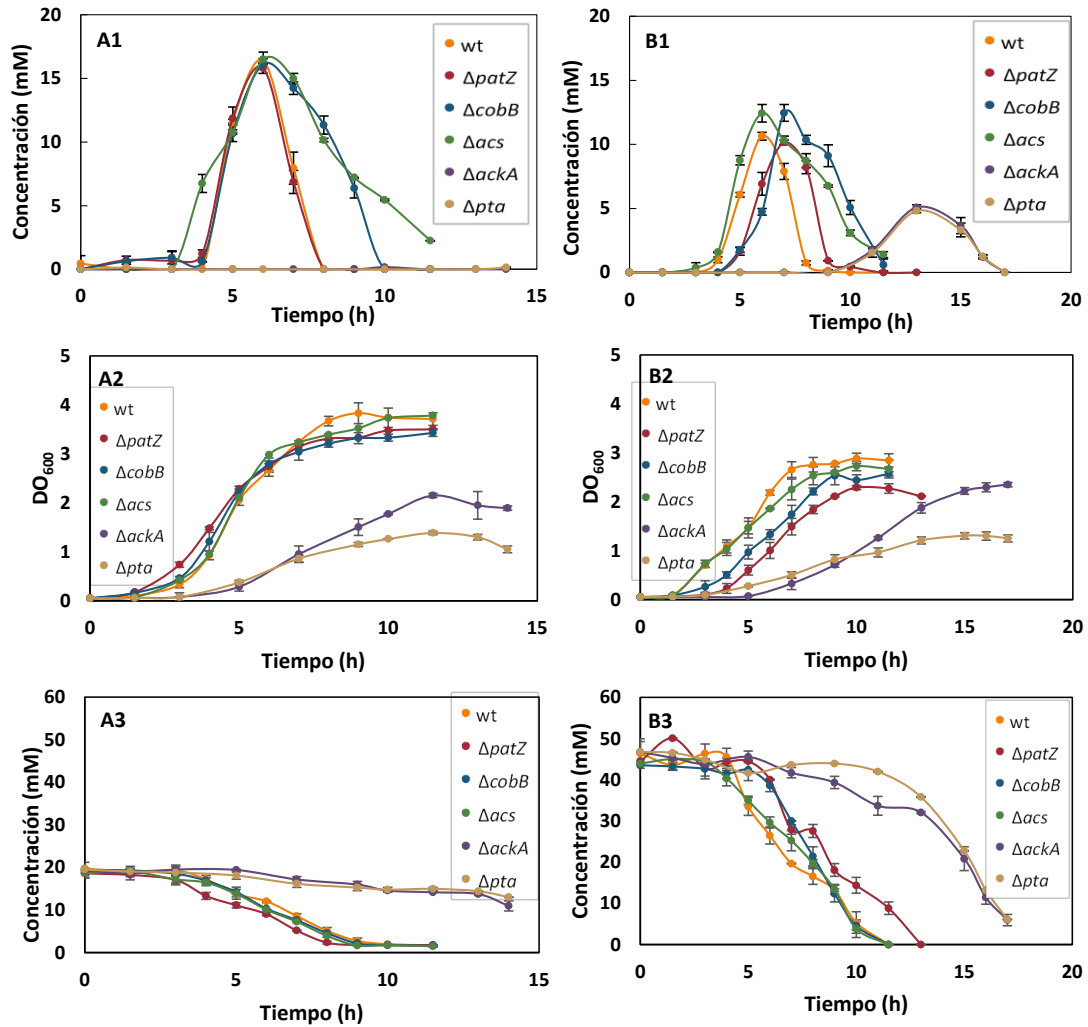 A1
Concentración (mM)
20
15
10
5
0
0 5 10 15
Tiempo (h)
wt
ΔpatZ
ΔcobB
Δacs
ΔackA
Δpta
B1
Concentración (mM)
20
15
10
5
0
0 5 10 15 20
Tiempo (h)
wt
ΔpatZ
ΔcobB
Δacs
ΔackA
Δpta
A2
DO600
5
4
3
2
1
0
0 5 10 15
Tiempo (h)
wt
ΔpatZ
ΔcobB
Δacs
ΔackA
Δpta
B2
DO600
5
4
3
2
1
0
0 5 10 15 20
Tiempo (h)
wt
ΔpatZ
ΔcobB
Δacs
ΔackA
Δpta
A3
Concentración (mM)
60
50
40
30
20
10
0
0 5 10 15
Tiempo (h)
wt
ΔpatZ
ΔcobB
Δacs
ΔackA
Δpta
B3
Concentración (mM)
60
50
40
30
20
10
0
0 5 10 15 20
Tiempo (h)
wt
ΔpatZ
ΔcobB
Δacs
ΔackA
Δpta